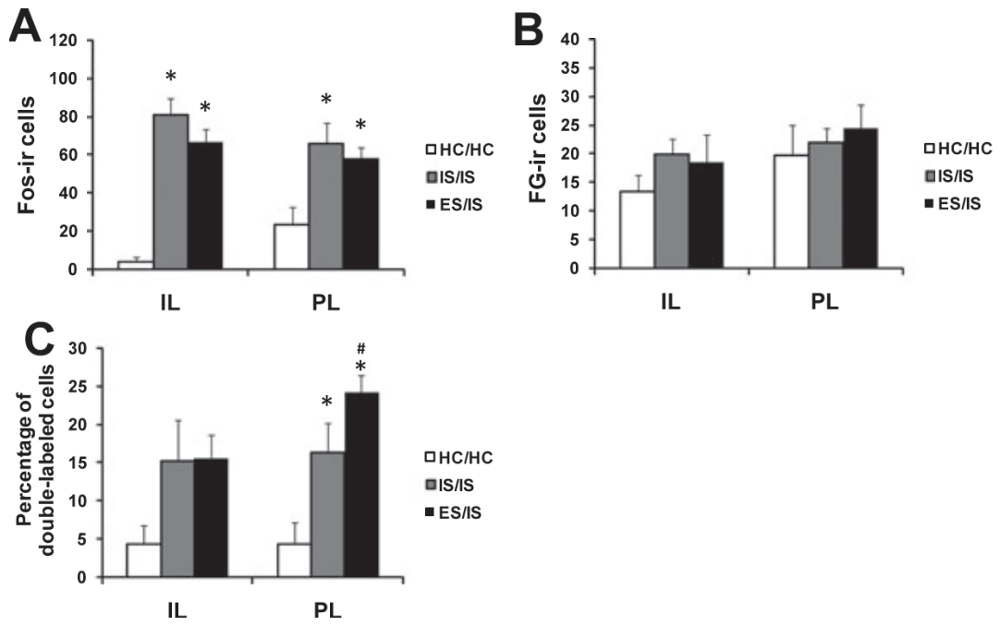 A
Fos-ir cells
120
100
80
60
40
20
0
*
*
*
*
IL
PL
HC/HC
IS/IS
ES/IS
B
FG-ir cells
40
35
30
25
20
15
10
5
0
IL
PL
HC/HC
IS/IS
ES/IS
C
Percentage of
double-labeled cells
30
25
20
15
10
5
0
*
#
*
IL
PL
HC/HC
IS/IS
ES/IS